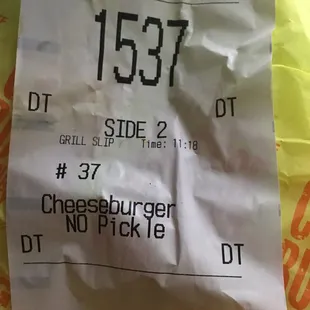 1537
DT DT
SIDE 2
GRILL SLIP Time: 11:18
# 37
Cheeseburger
NO Pickle
DT DT